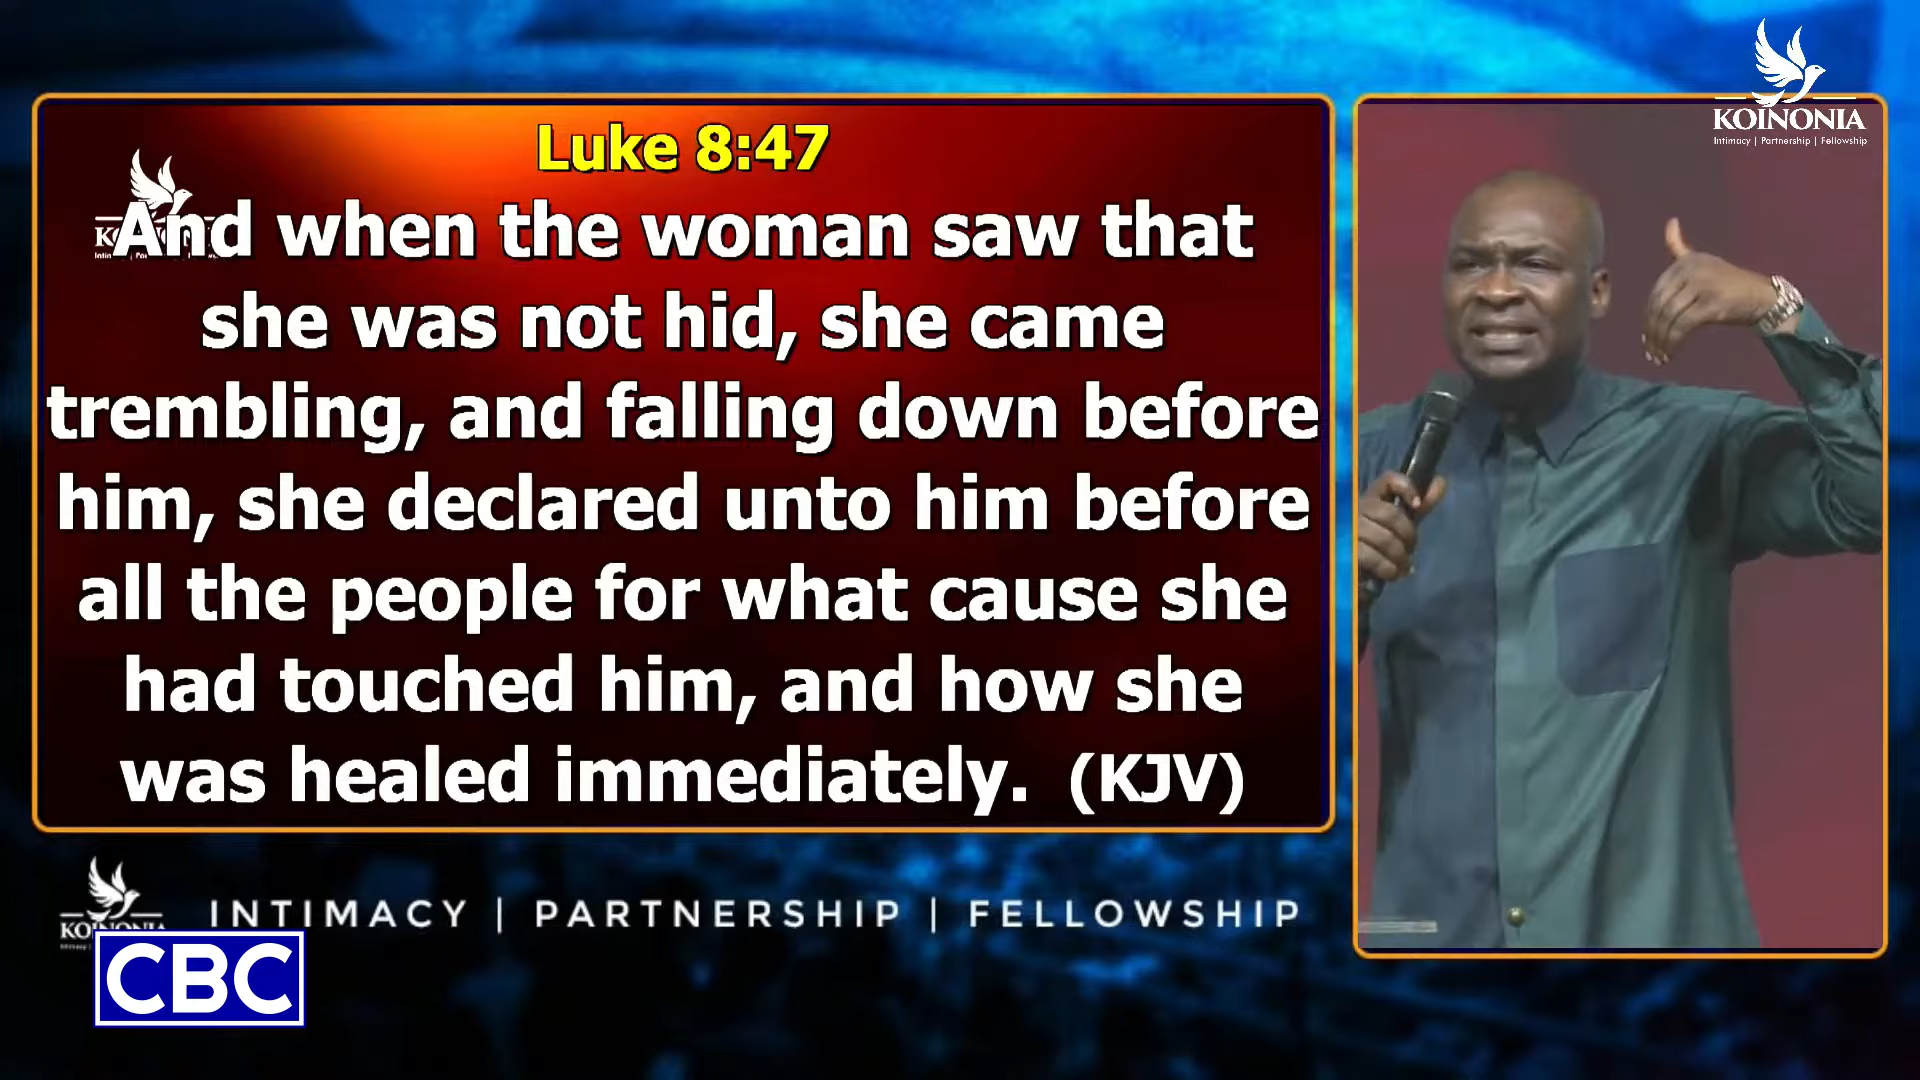 KOINONIA
Intimacy | Partnership | Fellowship
Luke 8:47
And when the woman saw that
she was not hid, she came
trembling, and falling down before
him, she declared unto him before
all the people for what cause she
had touched him, and how she
was healed immediately. (KJV)
INTIMACY | PARTNERSHIP | FELLOWSHIP
KOINONIA
CBC